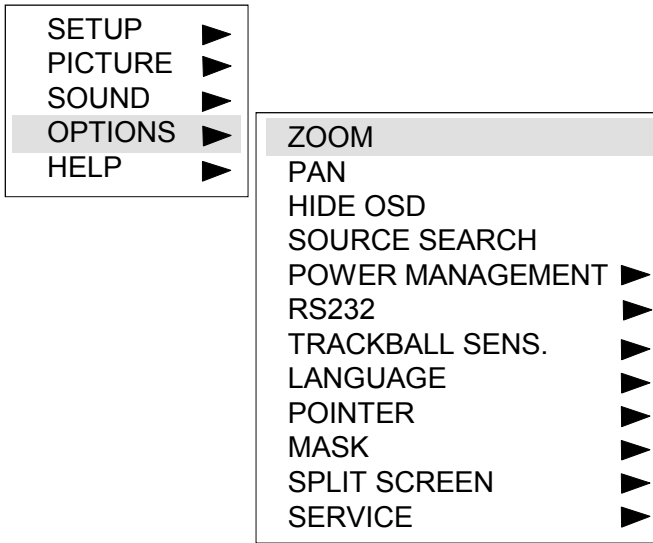 SETUP
PICTURE
SOUND
OPTIONS
HELP
ZOOM
PAN
HIDE OSD
SOURCE SEARCH
POWER MANAGEMENT
RS232
TRACKBALL SENS.
LANGUAGE
POINTER
MASK
SPLIT SCREEN
SERVICE